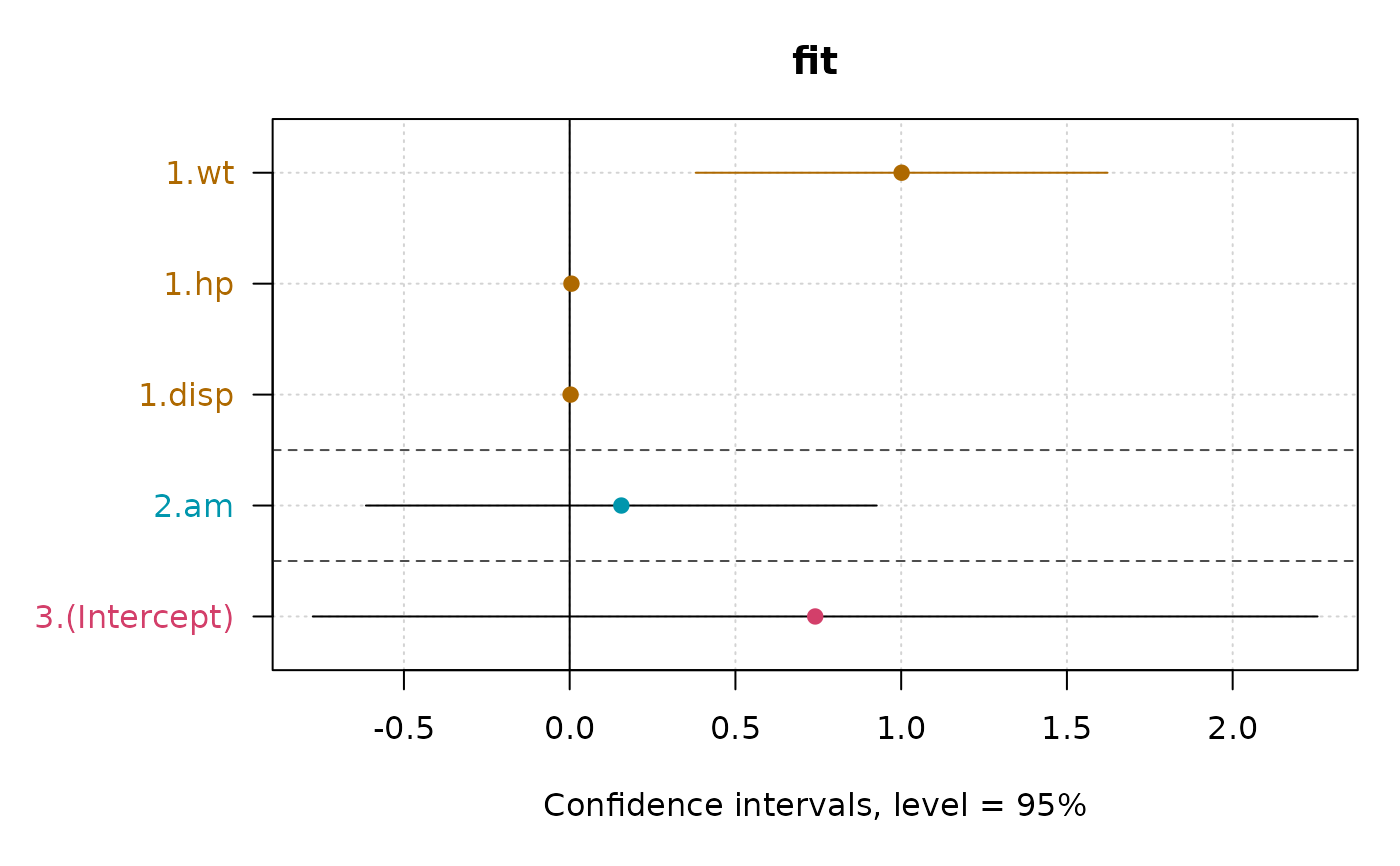 fit
1.wt
1.hp
1.disp
2.am
3.(Intercept)
-0.5 0.0 0.5 1.0 1.5 2.0
Confidence intervals, level = 95%